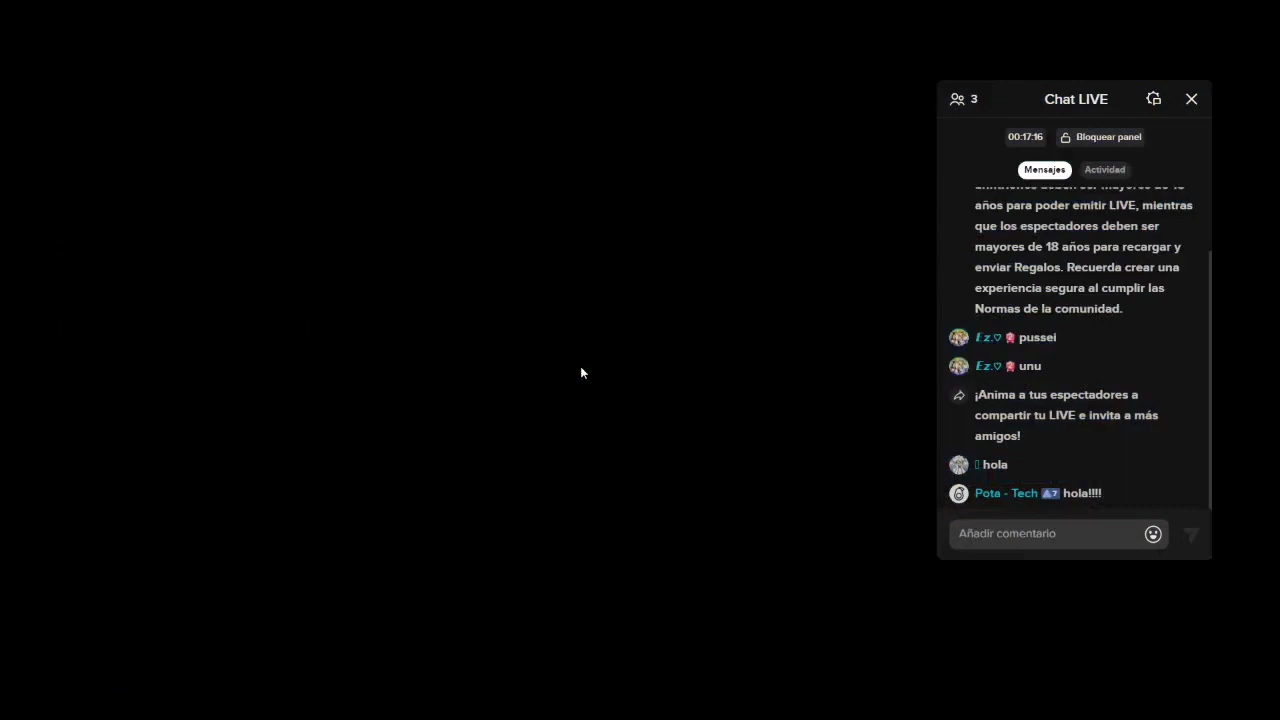 3
Chat LIVE
00:17:16
Bloquear panel
Mensajes
Actividad
años para poder emitir LIVE, mientras
que los espectadores deben ser
mayores de 18 años para recargar y
enviar Regalos. Recuerda crear una
experiencia segura al cumplir las
Normas de la comunidad.
Ez.♡ pussei
Ez.♡ unu
¡Anima a tus espectadores a
compartir tu LIVE e invita a más
amigos!
hola
Pota - Tech 7 hola!!!!
Añadir comentario